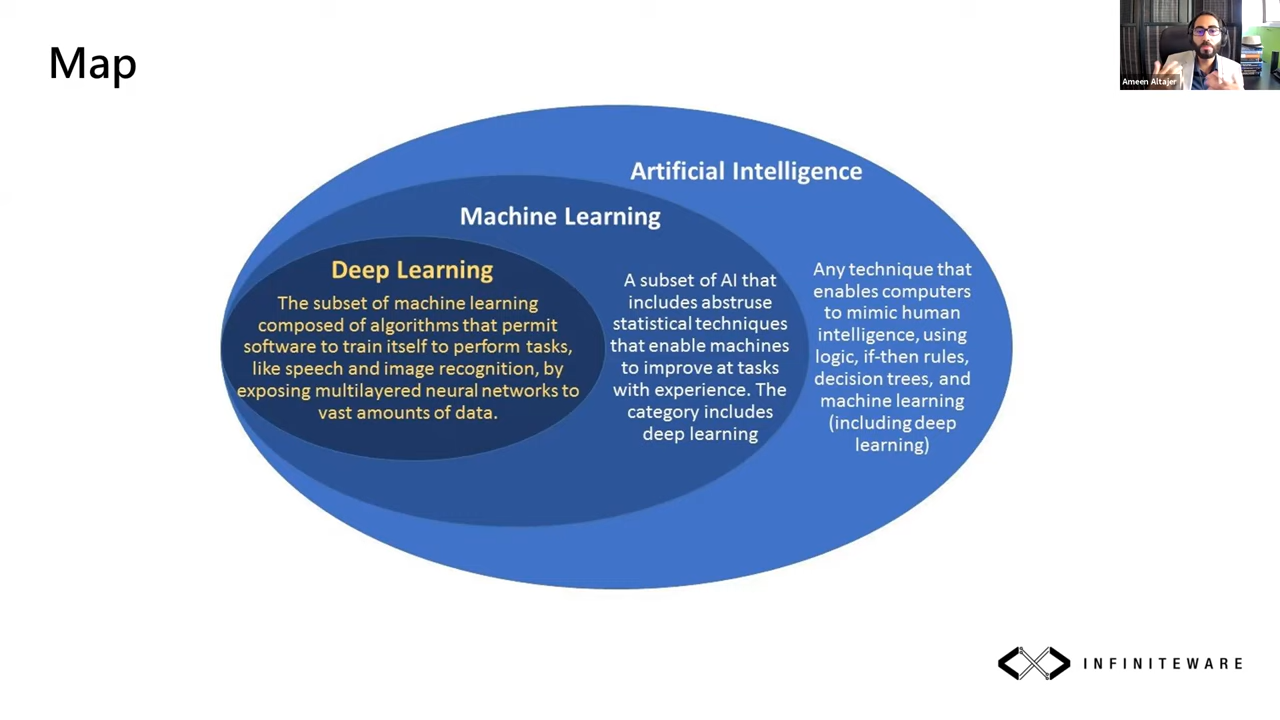 Map
Ameen Altajer
Artificial Intelligence
Machine Learning
Deep Learning
The subset of machine learning
composed of algorithms that permit
software to train itself to perform tasks,
like speech and image recognition, by
exposing multilayered neural networks to
vast amounts of data.
A subset of AI that
includes abstruse
statistical techniques
that enable machines
to improve at tasks
with experience. The
category includes
deep learning
Any technique that
enables computers
to mimic human
intelligence, using
logic, if-then rules,
decision trees, and
machine learning
(including deep
learning)
INFINITEWARE